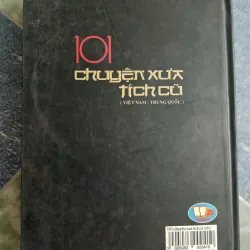 101
chuyện xưa
tích cũ
( VIỆT NAM - TRUNG QUỐC )